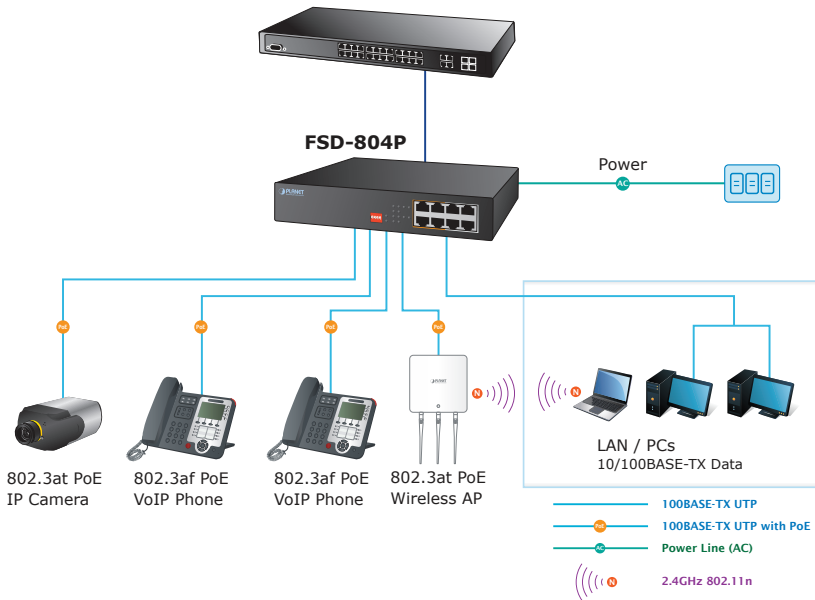 FSD-804P
Power
AC
PLANET
PoE
PoE
PoE
PoE
PLANET
N
N
802.3at PoE
IP Camera
802.3af PoE
VoIP Phone
802.3af PoE
VoIP Phone
802.3at PoE
Wireless AP
LAN / PCs
10/100BASE-TX Data
100BASE-TX UTP
PoE
100BASE-TX UTP with PoE
AC
Power Line (AC)
N
2.4GHz 802.11n